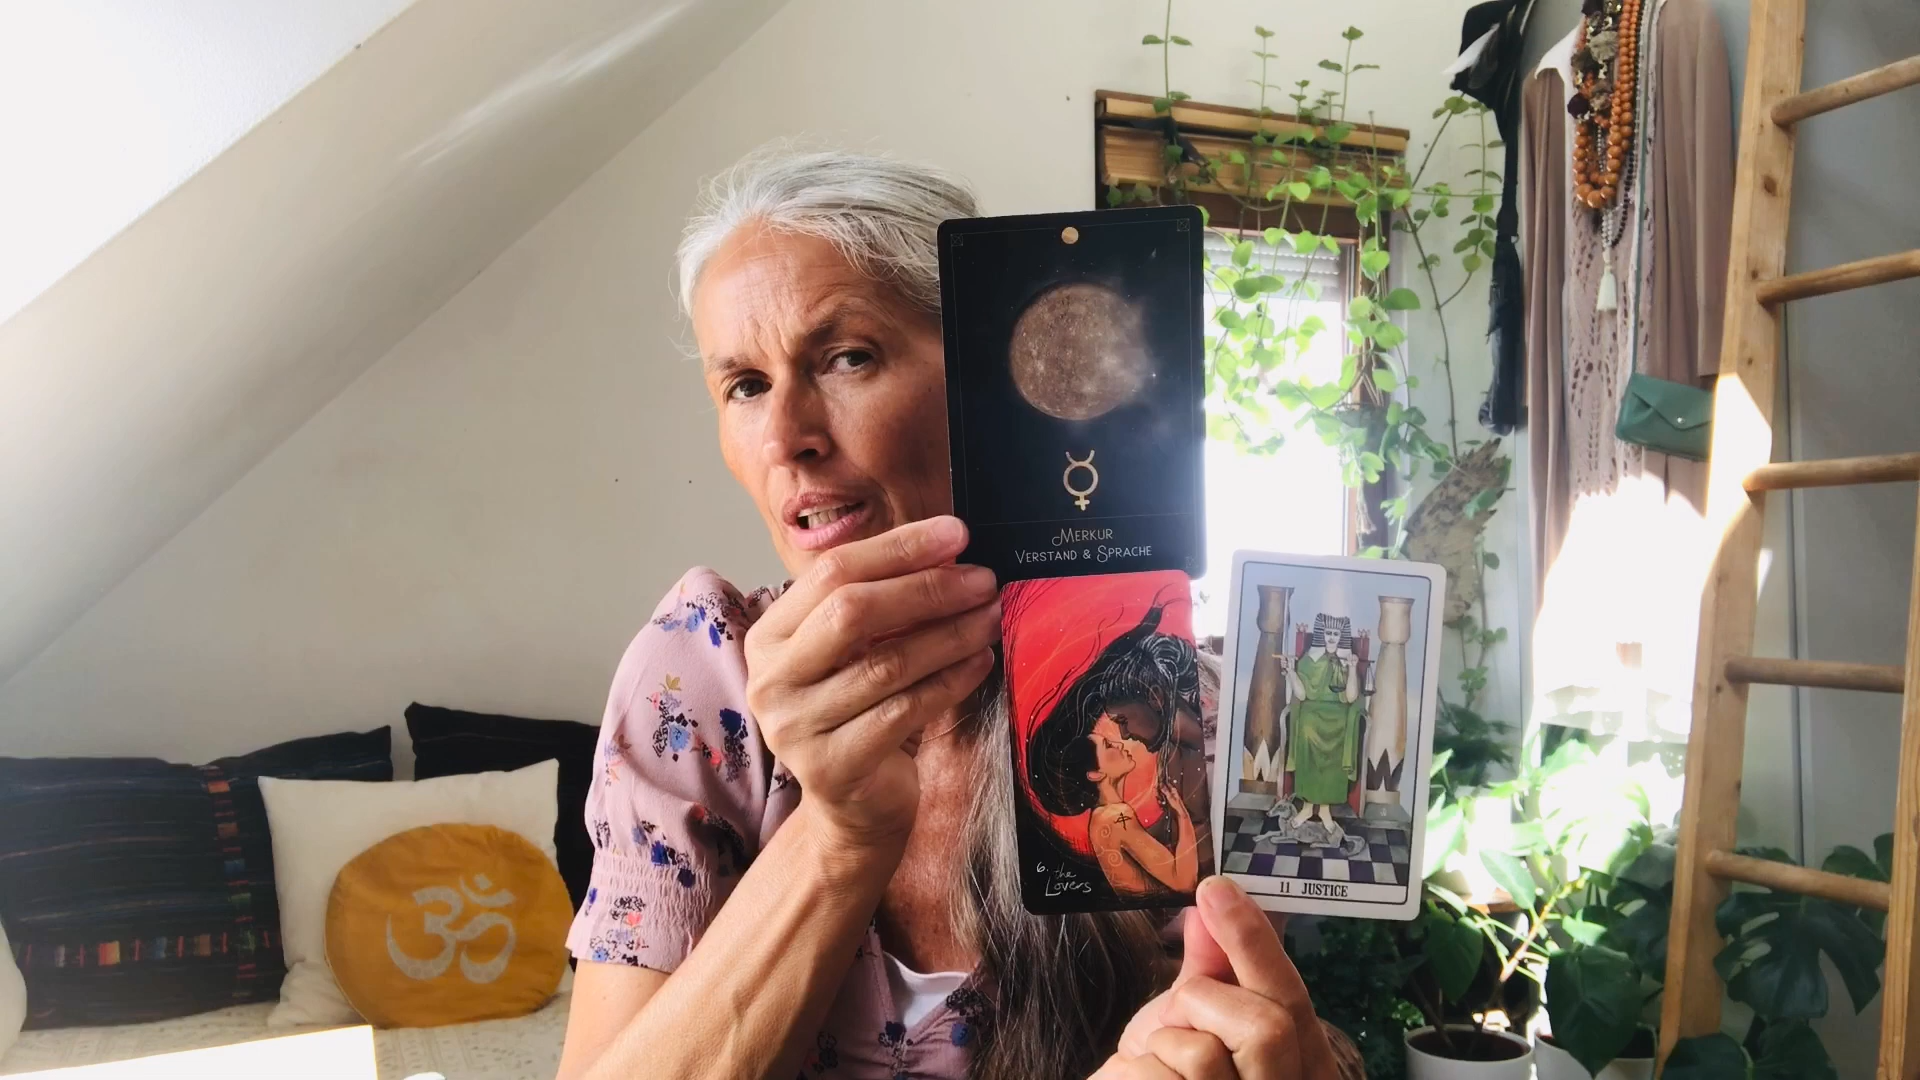 MERKUR
VERSTAND & SPRACHE
6. the
Lovers
11 JUSTICE
ॐ